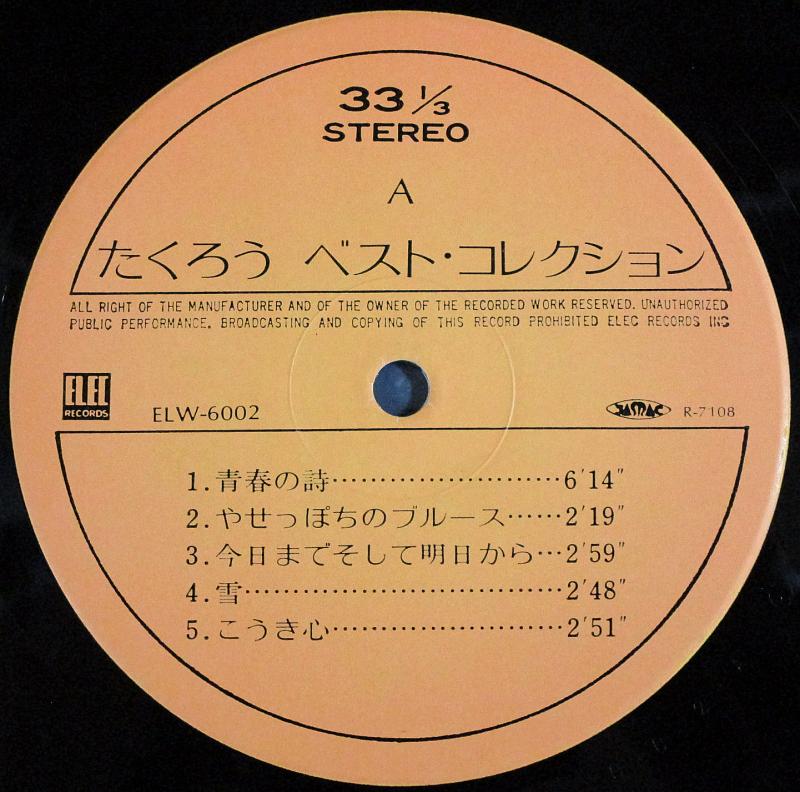 33 1/3
STEREO
A
たくろう ベスト・コレクション
ALL RIGHT OF THE MANUFACTURER AND OF THE OWNER OF THE RECORDED WORK RESERVED. UNAUTHORIZED
PUBLIC PERFORMANCE, BROADCASTING AND COPYING OF THIS RECORD PROHIBITED ELEC RECORDS INC
ELEC
RECORDS
ELW-6002
JASRAC
R-7108
1.青春の詩……………………6′14″
2.やせっぽちのブルース……2′19″
3.今日までそして明日から…2′59″
4.雪……………………………2′48″
5.こうき心……………………2′51″